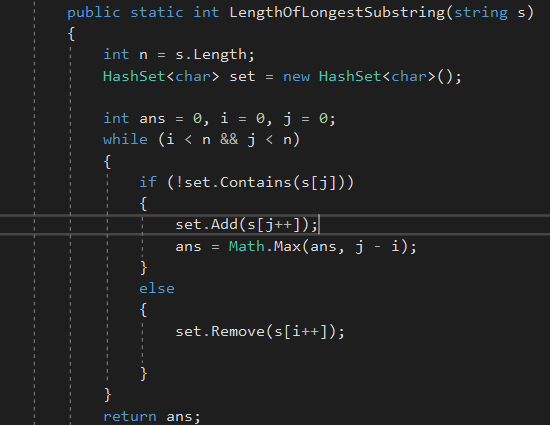 public static int LengthOfLongestSubstring(string s)
{
int n = s.Length;
HashSet<char> set = new HashSet<char>();
int ans = 0, i = 0, j = 0;
while (i < n && j < n)
{
if (!set.Contains(s[j]))
{
set.Add(s[j++]);
ans = Math.Max(ans, j - i);
}
else
{
set.Remove(s[i++]);
}
}
return ans;